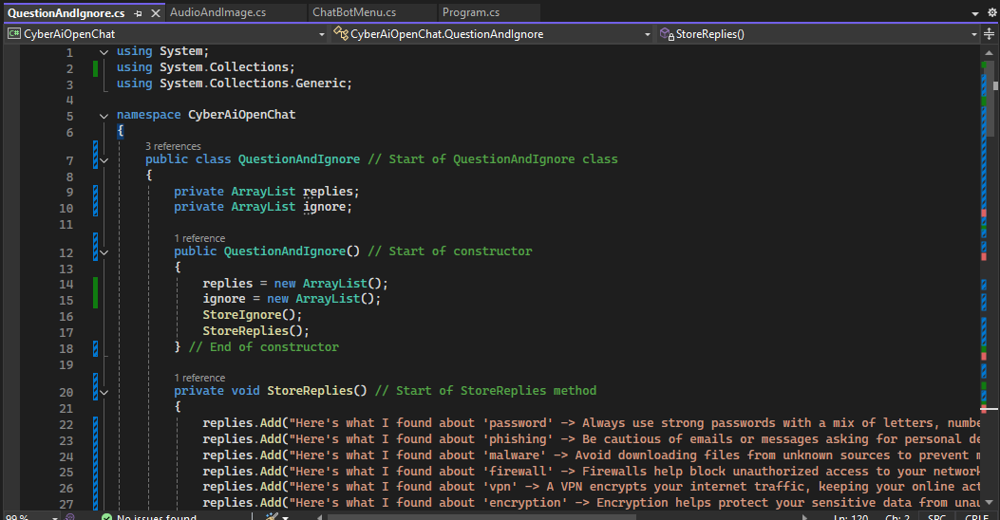 QuestionAndIgnore.cs AudioAndImage.cs ChatBotMenu.cs Program.cs
C# CyberAiOpenChat CyberAiOpenChat.QuestionAndIgnore StoreReplies()
1 using System;
2 using System.Collections;
3 using System.Collections.Generic;
4
5 namespace CyberAiOpenChat
6 {
3 references
7 public class QuestionAndIgnore // Start of QuestionAndIgnore class
8 {
9 private ArrayList replies;
10 private ArrayList ignore;
11
1 reference
12 public QuestionAndIgnore() // Start of constructor
13 {
14 replies = new ArrayList();
15 ignore = new ArrayList();
16 StoreIgnore();
17 StoreReplies();
18 } // End of constructor
19
1 reference
20 private void StoreReplies() // Start of StoreReplies method
21 {
22 replies.Add("Here's what I found about 'password' -> Always use strong passwords with a mix of letters, numbe
23 replies.Add("Here's what I found about 'phishing' -> Be cautious of emails or messages asking for personal de
24 replies.Add("Here's what I found about 'malware' -> Avoid downloading files from unknown sources to prevent m
25 replies.Add("Here's what I found about 'firewall' -> Firewalls help block unauthorized access to your network
26 replies.Add("Here's what I found about 'vpn' -> A VPN encrypts your internet traffic, keeping your online act
27 replies.Add("Here's what I found about 'encryption' -> Encryption helps protect your sensitive data from unau
99 % No issues found Ln: 120 Ch: 2 SPC CRLF